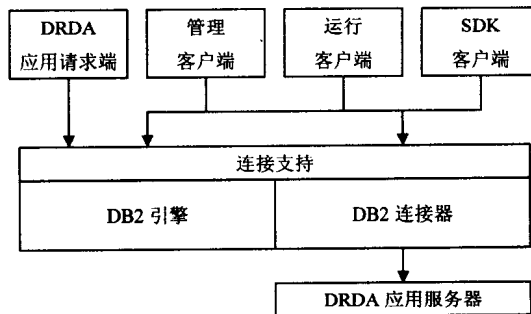 DRDA
应用请求端
管理
客户端
运行
客户端
SDK
客户端
连接支持
DB2 引擎
DB2 连接器
DRDA 应用服务器